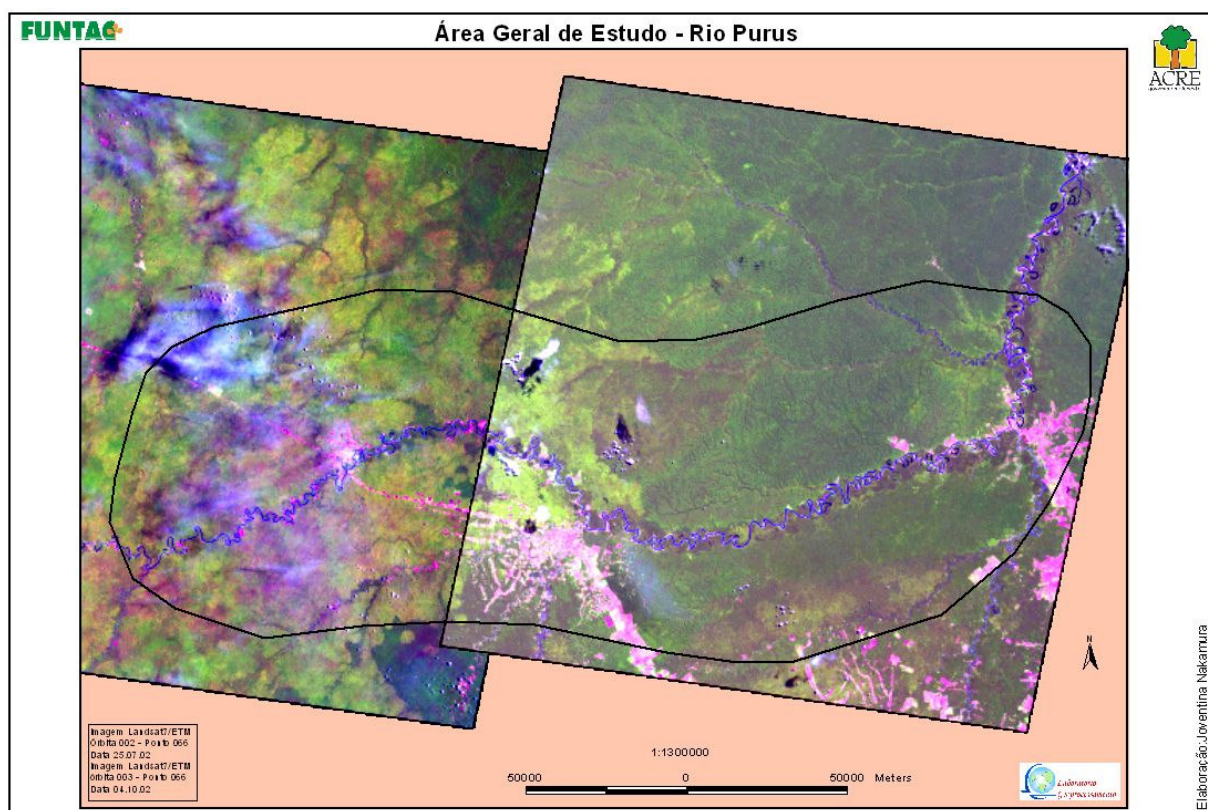 FUNTAC
Área Geral de Estudo - Rio Purus
ACRE
Imagem Landsat7/ETM
Órbita 002 - Ponto 066
Data 25.07.02
Imagem Landsat7/ETM
órbita 003 - Ponto 066
Data 04.10.02
1:1300000
50000 0 50000 Meters
N
Laboratório
Geoprocessamento
Elaboração:Joventina Nakamura